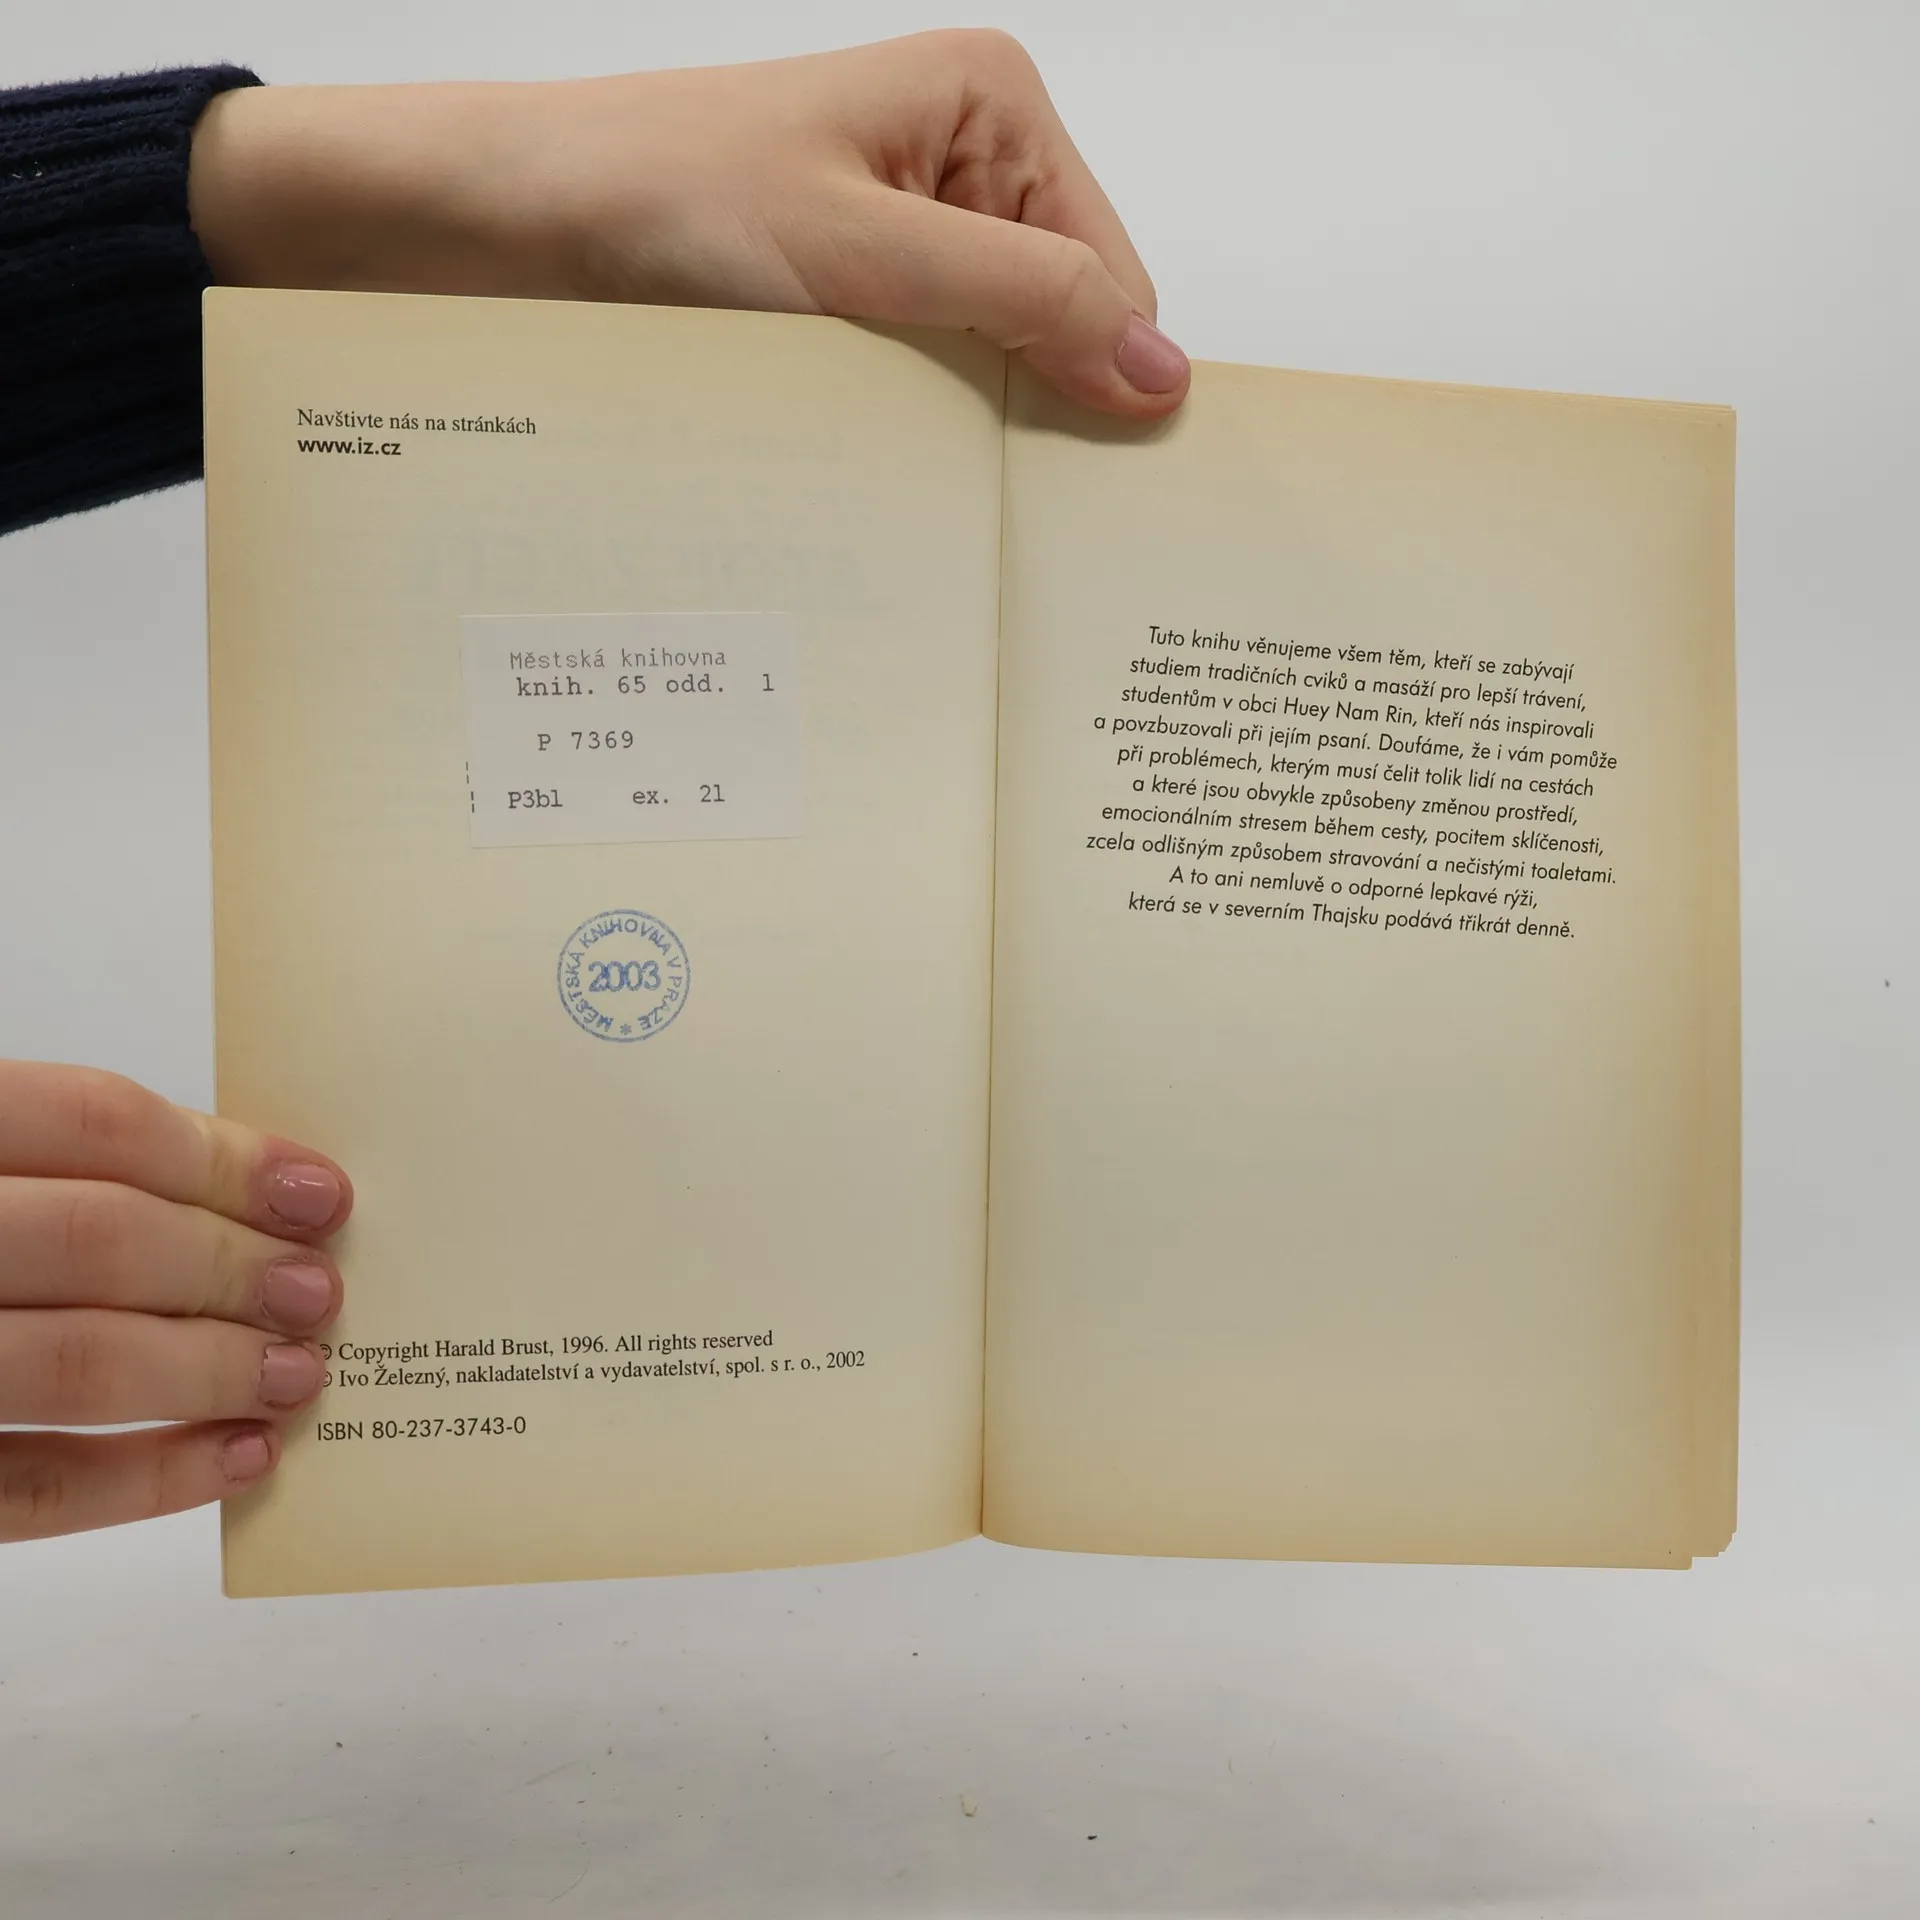 Navštivte nás na stránkách
www.iz.cz
Městská knihovna
knih. 65 odd. 1
P 7369
P3b1 ex. 21
MĚSTSKÁ KNIHOVNA V PRAZE *
2003
© Copyright Harald Brust, 1996. All rights reserved
© Ivo Železný, nakladatelství a vydavatelství, spol. s r. o., 2002
ISBN 80-237-3743-0
Tuto knihu věnujeme všem těm, kteří se zabývají
studiem tradičních cviků a masáží pro lepší trávení,
studentům v obci Huey Nam Rin, kteří nás inspirovali
a povzbuzovali při jejím psaní. Doufáme, že i vám pomůže
při problémech, kterým musí čelit tolik lidí na cestách
a které jsou obvykle způsobeny změnou prostředí,
emocionálním stresem během cesty, pocitem sklíčenosti,
zcela odlišným způsobem stravování a nečistými toaletami.
A to ani nemluvě o odporné lepkavé rýži,
která se v severním Thajsku podává třikrát denně.